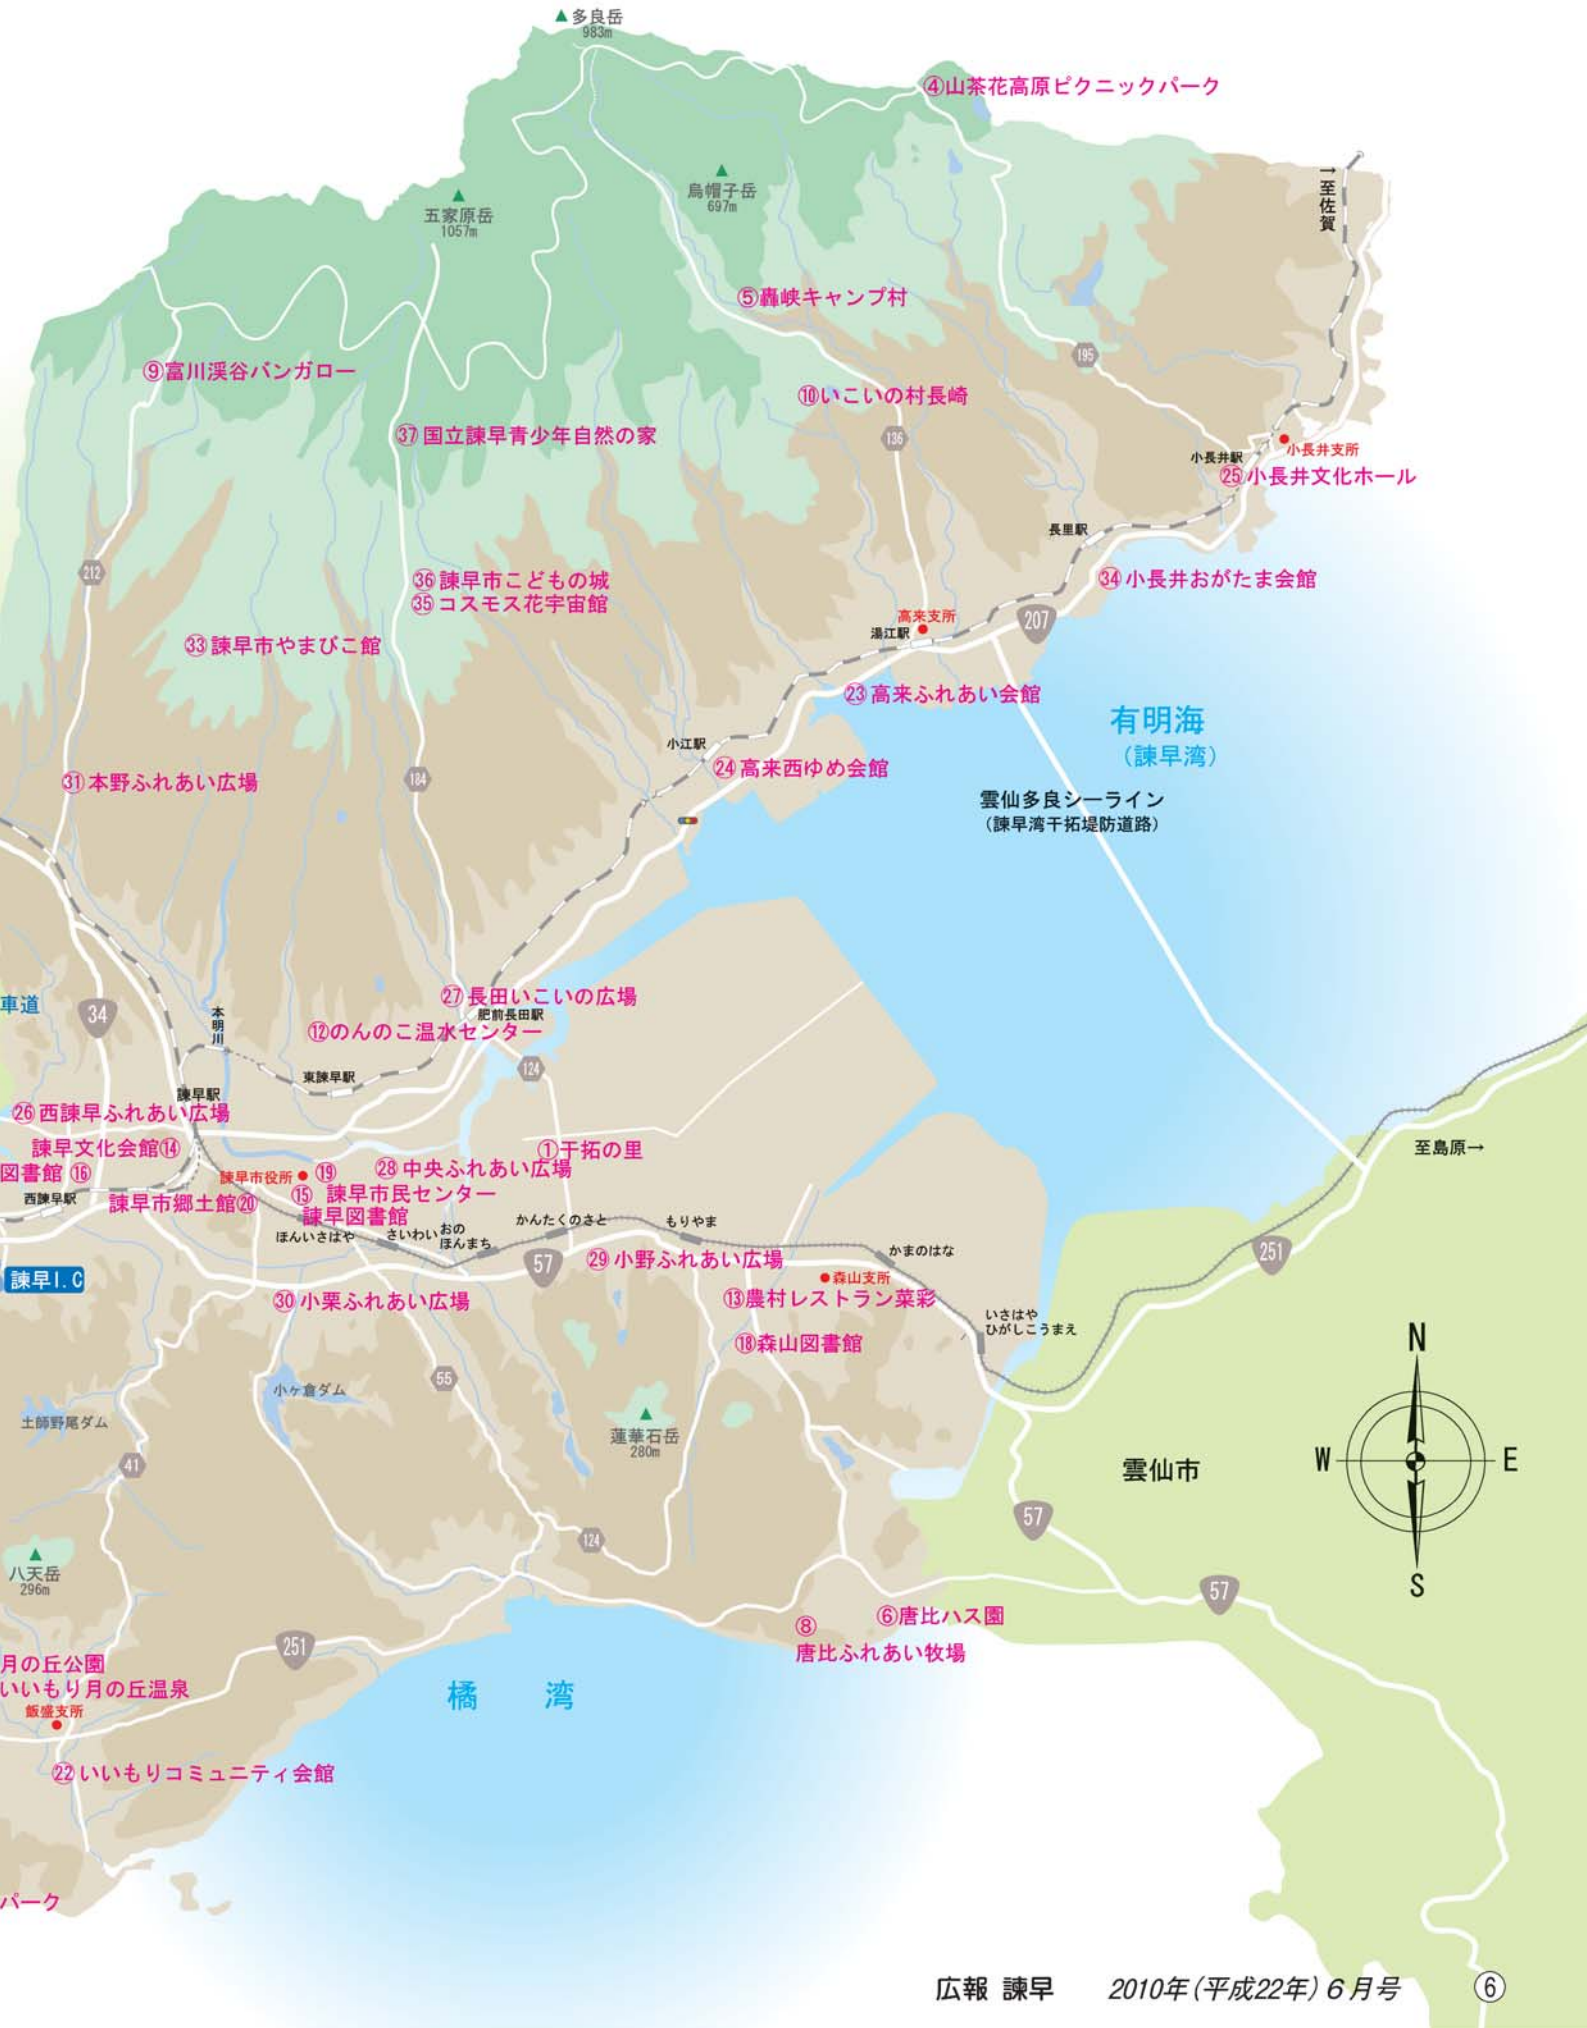 ▲多良岳
983m
④山茶花高原ピクニックパーク
→至佐賀
▲
烏帽子岳
697m
▲
五家原岳
1057m
⑤轟峡キャンプ村
195
⑨富川渓谷バンガロー
⑩いこいの村長崎
㊲国立諫早青少年自然の家
136
小長井支所
小長井駅
㉕小長井文化ホール
長里駅
212
㊱諫早市こどもの城
㉞小長井おがたま会館
㉟コスモス花宇宙館
高来支所
207
湯江駅
㉝諫早市やまびこ館
㉓高来ふれあい会館
有明海
(諫早湾)
小江駅
㉔高来西ゆめ会館
㉛本野ふれあい広場
184
雲仙多良シーライン
(諫早湾干拓堤防道路)
㉗長田いこいの広場
車道
34
本明川
肥前長田駅
⑫のんのこ温水センター
124
東諫早駅
諫早駅
㉖西諫早ふれあい広場
諫早文化会館⑭
①干拓の里
至島原→
図書館⑯
諫早市役所
⑲
㉘中央ふれあい広場
西諫早駅
諫早市郷土館⑳
⑮ 諫早市民センター
諫早図書館
ほんいさはや
さいわい
おの
ほんまち
かんたくのさと
もりやま
かまのはな
251
57
㉙小野ふれあい広場
諫早I.C
森山支所
㉚小栗ふれあい広場
⑬農村レストラン菜彩
いさはや
ひがしこうまえ
⑱森山図書館
N
55
小ヶ倉ダム
土師野尾ダム
▲
蓮華石岳
280m
W
E
41
雲仙市
57
124
▲
八天岳
296m
S
57
⑥唐比ハス園
⑧
唐比ふれあい牧場
251
月の丘公園
いいもり月の丘温泉
飯盛支所
橘 湾
㉒いいもりコミュニティ会館
パーク
広報 諫早 2010年(平成22年)6月号 ⑥